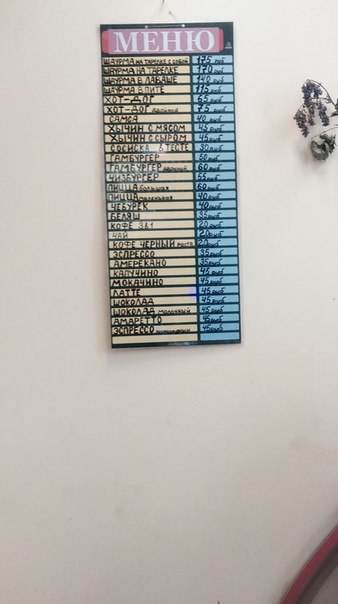 МЕНЮ
ШАУРМА НА ТАРЕЛКЕ С СОБОЙ 175 руб
ШАУРМА НА ТАРЕЛКЕ 170 руб
ШАУРМА В ЛАВАШЕ 140 руб
ШАУРМА В ПИТЕ 115 руб
ХОТ-ДОГ 65 руб
ХОТ-ДОГ двойной 75 руб
САМСА 40 руб
ХЫЧИН С МЯСОМ 45 руб
ХЫЧИН С СЫРОМ 45 руб
СОСИСКА В ТЕСТЕ 30 руб
ГАМБУРГЕР 50 руб
ГАМБУРГЕР двойной 60 руб
ЧИЗБУРГЕР 55 руб
ПИЦЦА большая 60 руб
ПИЦЦА маленькая 40 руб
ЧЕБУРЕК 40 руб
БЕЛЯШ 35 руб
КОФЕ 3в1 20 руб
ЧАЙ 20 руб
КОФЕ ЧЕРНЫЙ раств. 20 руб
ЭСПРЕССО 35 руб
АМЕРЕКАНО 35 руб
КАПУЧИНО 45 руб
МОКАЧИНО 45 руб
ЛАТТЕ 45 руб
ШОКОЛАД 45 руб
ШОКОЛАД молочный 45 руб
АМАРЕТТО 45 руб
ЭСПРЕССО 45 руб